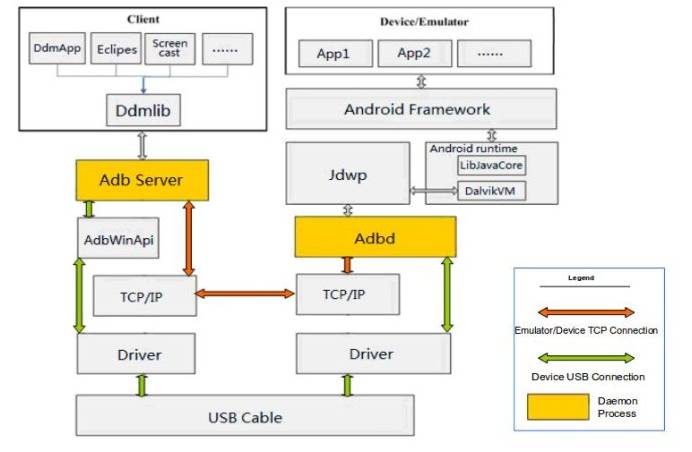 Client
DdmApp
Eclipes
Screen
cast
......
Ddmlib
Device/Emulator
App1
App2
......
Android Framework
Android runtime
LibJavaCore
DalvikVM
Jdwp
Adb Server
Adbd
AdbWinApi
TCP/IP
TCP/IP
Driver
Driver
USB Cable
Legend
Emulator/Device TCP Connection
Device USB Connection
Daemon
Process